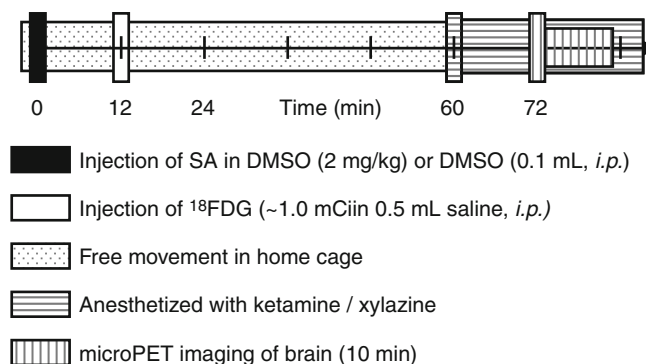 0 12 24 Time (min) 60 72
Injection of SA in DMSO (2 mg/kg) or DMSO (0.1 mL, i.p.)
Injection of ¹⁸FDG (~1.0 mCiin 0.5 mL saline, i.p.)
Free movement in home cage
Anesthetized with ketamine / xylazine
microPET imaging of brain (10 min)